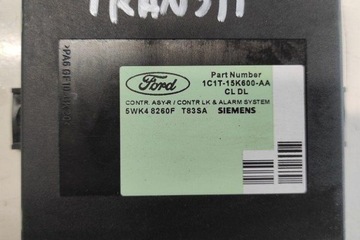 TRANSIT
Ford
Part Number
1C1T-15K600-AA
CL DL
CONTR. ASY-R / CONTR LK & ALARM SYSTEM
5WK4 8260F T83SA SIEMENS